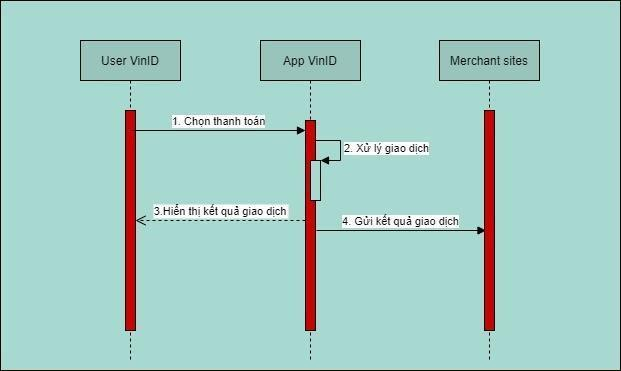 User VinID
App VinID
Merchant sites
1. Chọn thanh toán
2. Xử lý giao dịch
3.Hiển thị kết quả giao dịch
4. Gửi kết quả giao dịch